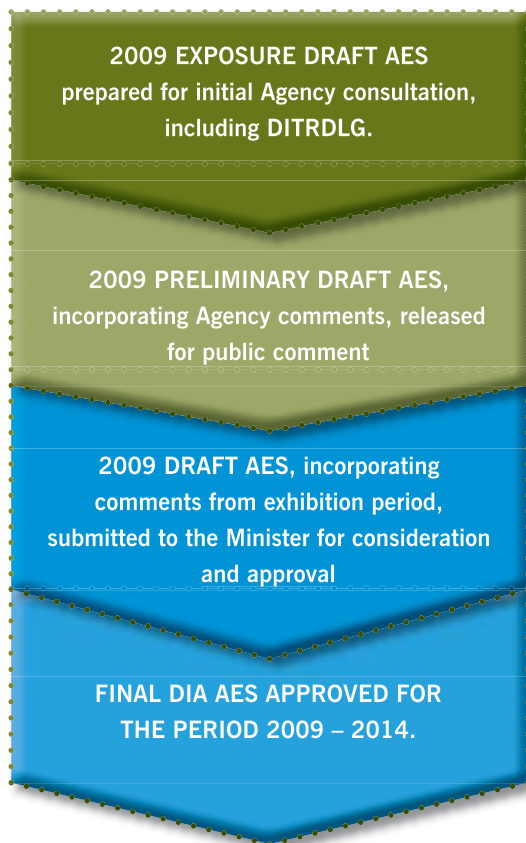 2009 EXPOSURE DRAFT AES
prepared for initial Agency consultation,
including DITRDLG.
2009 PRELIMINARY DRAFT AES,
incorporating Agency comments, released
for public comment
2009 DRAFT AES, incorporating
comments from exhibition period,
submitted to the Minister for consideration
and approval
FINAL DIA AES APPROVED FOR
THE PERIOD 2009 – 2014.